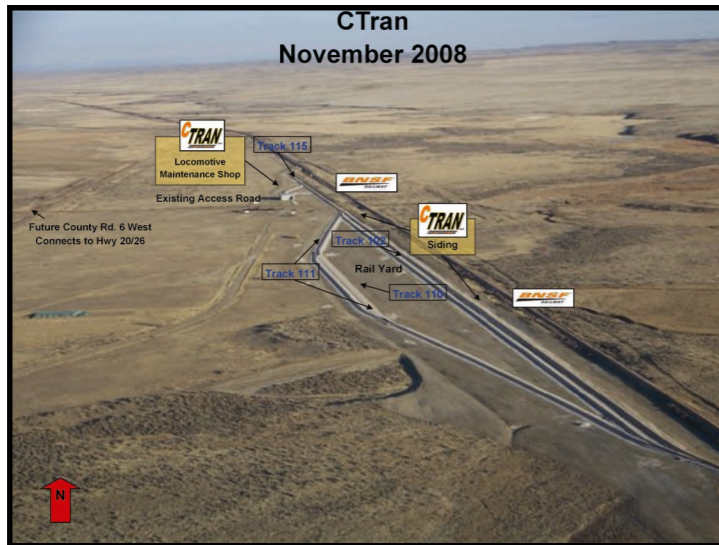 CTran
November 2008
CTRAN
Locomotive
Maintenance Shop
Track 115
Existing Access Road
BNSF
RAILWAY
Future County Rd. 6 West
Connects to Hwy 20/26
CTRAN
Siding
Track 102
Track 111
Rail Yard
Track 110
BNSF
RAILWAY
N